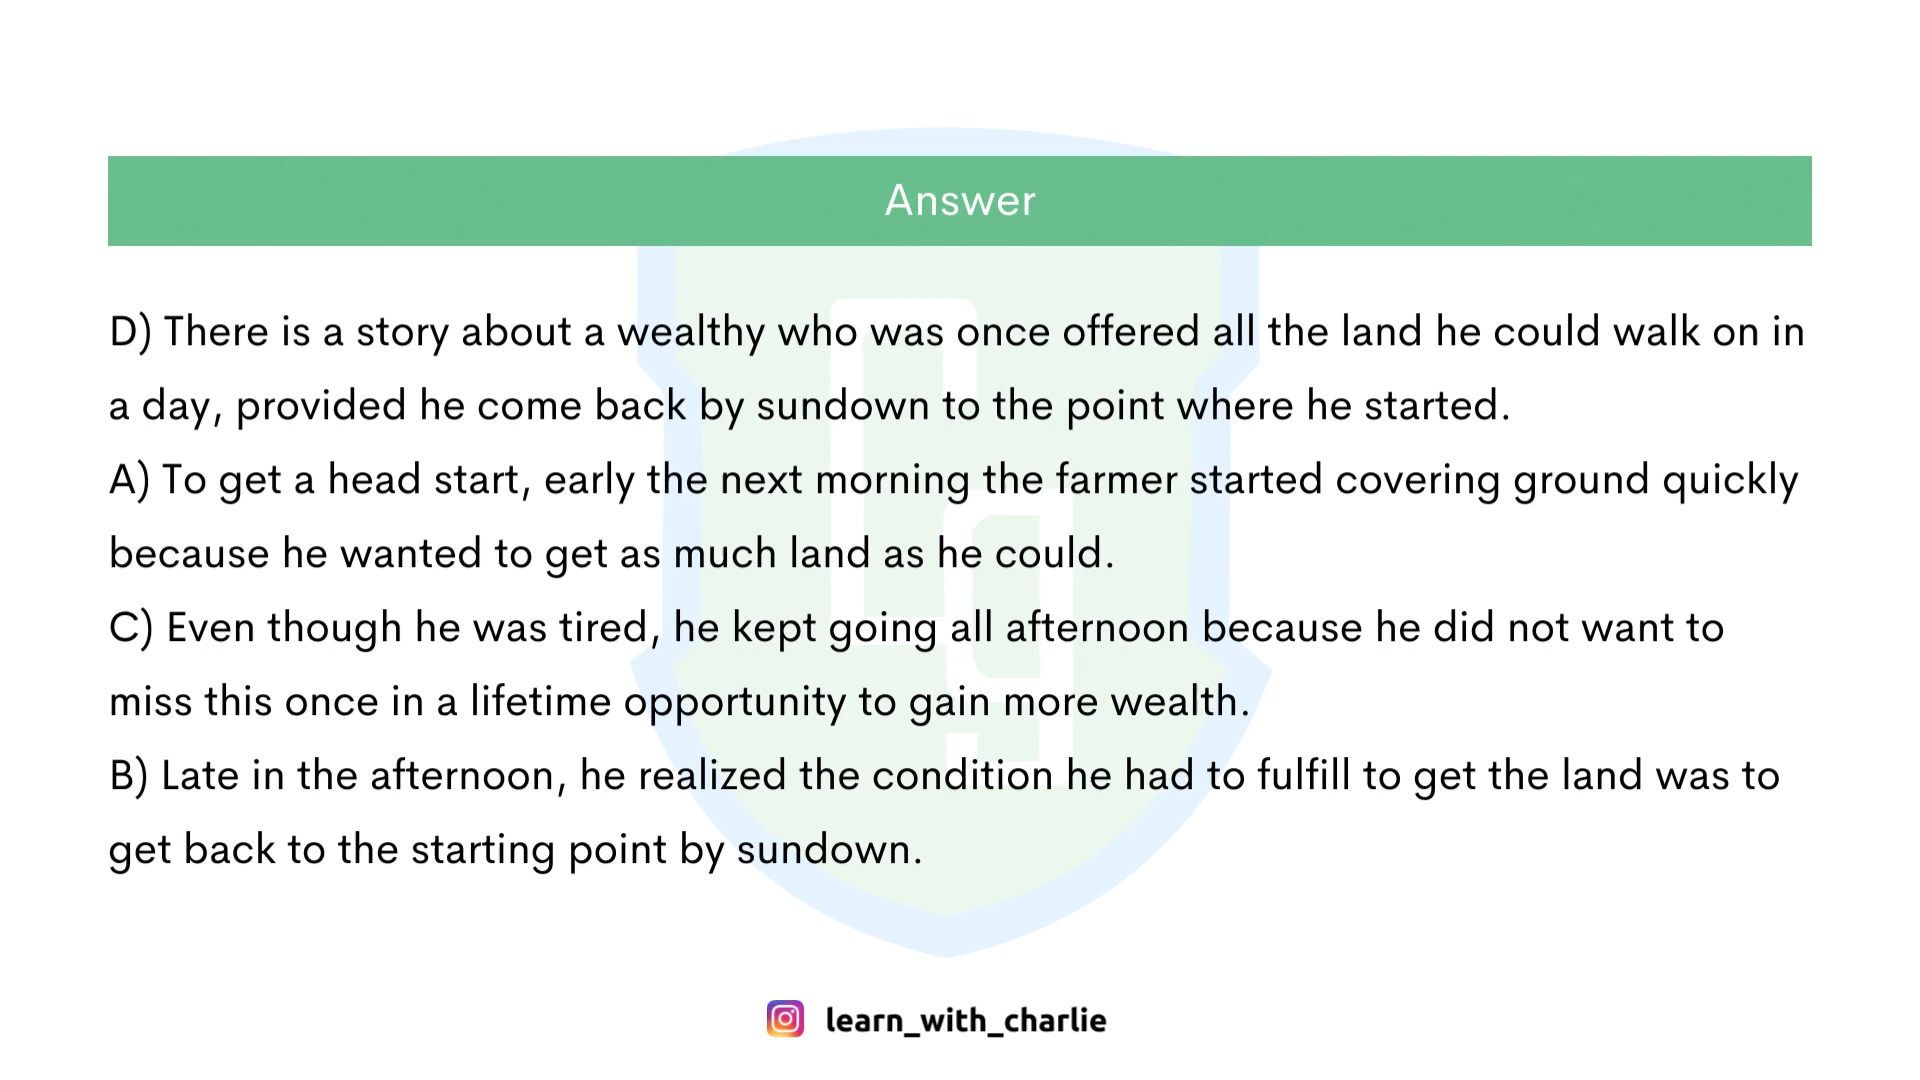 Answer
D) There is a story about a wealthy who was once offered all the land he could walk on in
a day, provided he come back by sundown to the point where he started.
A) To get a head start, early the next morning the farmer started covering ground quickly
because he wanted to get as much land as he could.
C) Even though he was tired, he kept going all afternoon because he did not want to
miss this once in a lifetime opportunity to gain more wealth.
B) Late in the afternoon, he realized the condition he had to fulfill to get the land was to
get back to the starting point by sundown.
learn_with_charlie